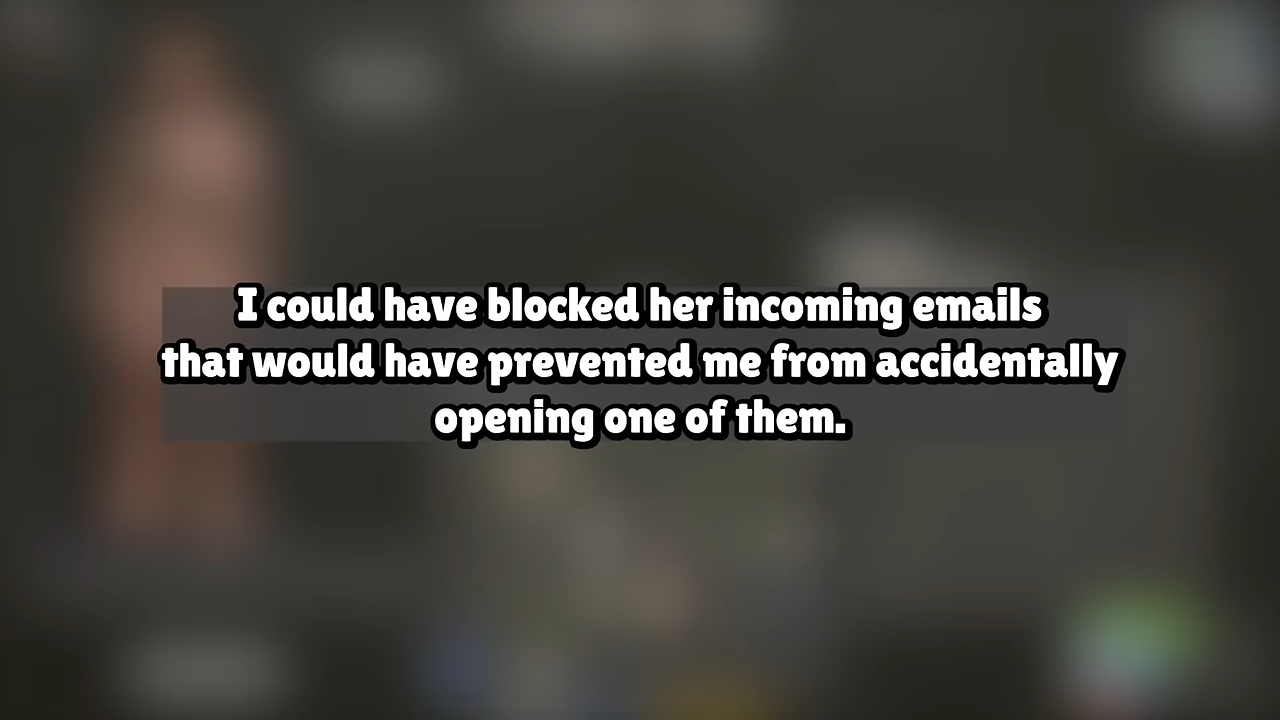 I could have blocked her incoming emails
that would have prevented me from accidentally
opening one of them.